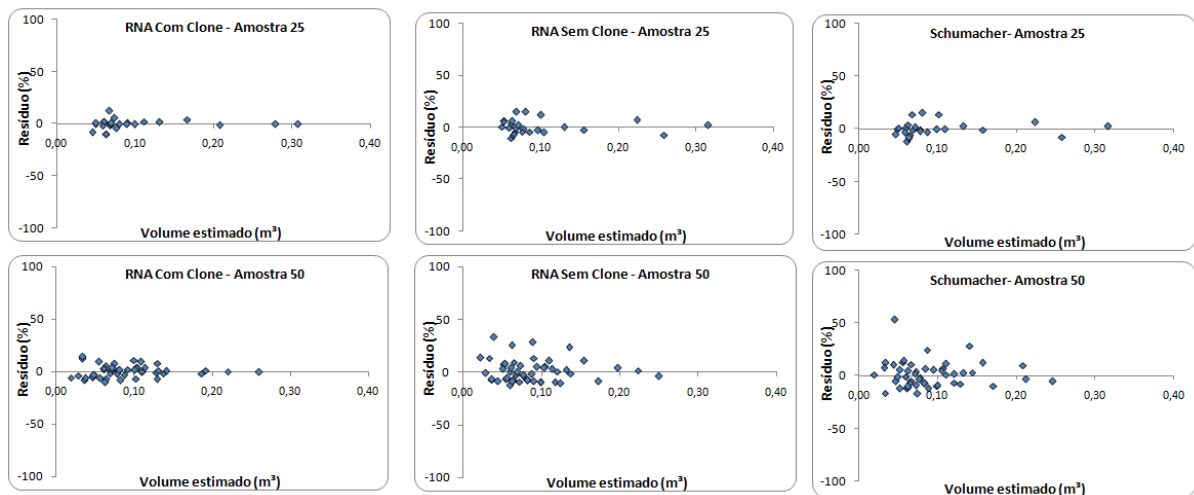 RNA Com Clone - Amostra 25
100
50
0
-50
-100
0,00 0,10 0,20 0,30 0,40
Resíduo (%)
Volume estimado (m³)
RNA Sem Clone - Amostra 25
100
50
0
-50
-100
0,00 0,10 0,20 0,30 0,40
Resíduo (%)
Volume estimado (m³)
Schumacher- Amostra 25
100
50
0
-50
-100
0,00 0,10 0,20 0,30 0,40
Resíduo (%)
Volume estimado (m³)
RNA Com Clone - Amostra 50
100
50
0
-50
-100
0,00 0,10 0,20 0,30 0,40
Resíduo (%)
Volume estimado (m³)
RNA Sem Clone - Amostra 50
100
50
0
-50
-100
0,00 0,10 0,20 0,30 0,40
Resíduo (%)
Volume estimado (m³)
Schumacher- Amostra 50
100
50
0
-50
-100
0,00 0,10 0,20 0,30 0,40
Resíduo (%)
Volume estimado (m³)